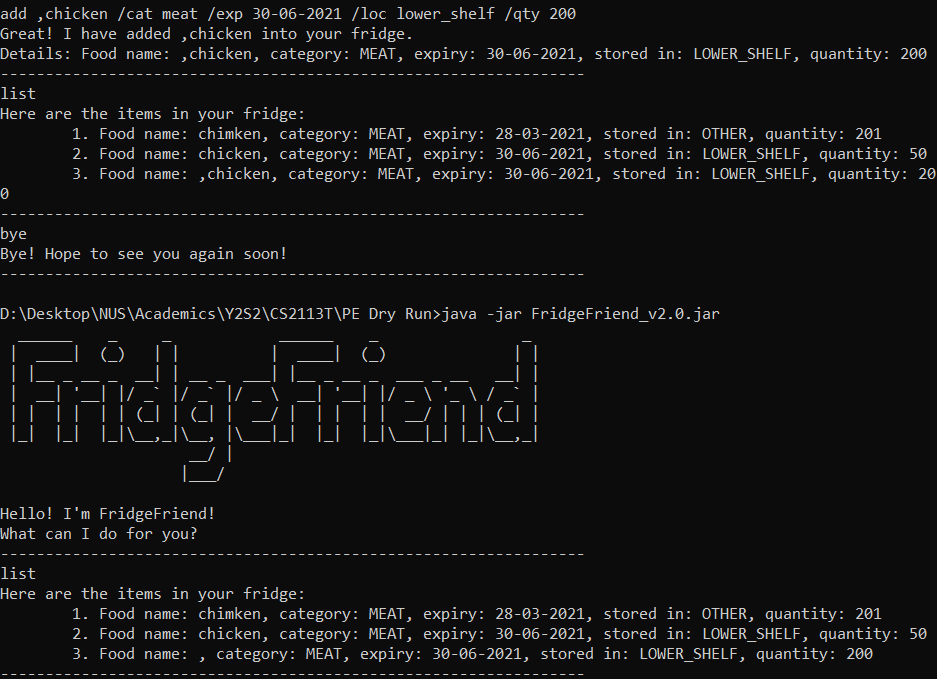 add ,chicken /cat meat /exp 30-06-2021 /loc lower_shelf /qty 200
Great! I have added ,chicken into your fridge.
Details: Food name: ,chicken, category: MEAT, expiry: 30-06-2021, stored in: LOWER_SHELF, quantity: 200
-----------------------------------------------------------------
list
Here are the items in your fridge:
        1. Food name: chimken, category: MEAT, expiry: 28-03-2021, stored in: OTHER, quantity: 201
        2. Food name: chicken, category: MEAT, expiry: 30-06-2021, stored in: LOWER_SHELF, quantity: 50
        3. Food name: ,chicken, category: MEAT, expiry: 30-06-2021, stored in: LOWER_SHELF, quantity: 20
0
-----------------------------------------------------------------
bye
Bye! Hope to see you again soon!
-----------------------------------------------------------------
D:\Desktop\NUS\Academics\Y2S2\CS2113T\PE Dry Run>java -jar FridgeFriend_v2.0.jar
FridgeFriend
Hello! I'm FridgeFriend!
What can I do for you?
-----------------------------------------------------------------
list
Here are the items in your fridge:
        1. Food name: chimken, category: MEAT, expiry: 28-03-2021, stored in: OTHER, quantity: 201
        2. Food name: chicken, category: MEAT, expiry: 30-06-2021, stored in: LOWER_SHELF, quantity: 50
        3. Food name: , category: MEAT, expiry: 30-06-2021, stored in: LOWER_SHELF, quantity: 200
-----------------------------------------------------------------